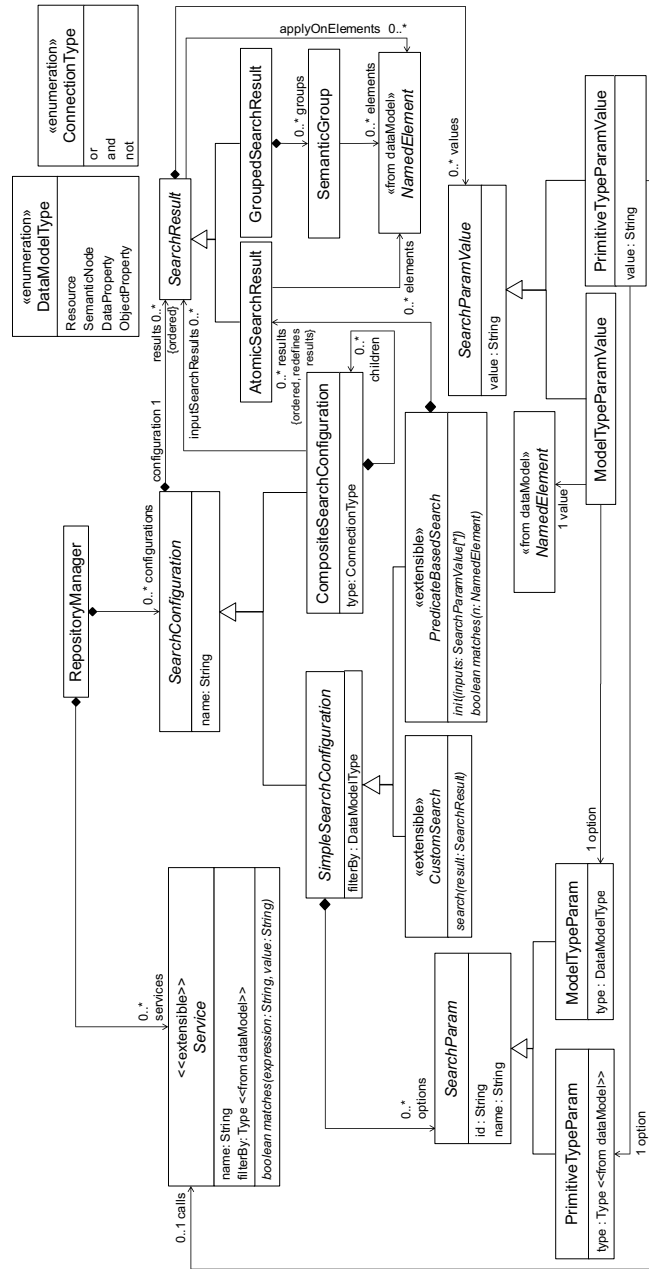 RepositoryManager
0..* services
0..* configurations
<<extensible>>
Service
name: String
filterBy: Type <<from dataModel>>
boolean matches(expression: String, value: String)
0..1 calls
SearchConfiguration
name: String
configuration 1
results 0..*
{ordered}
inputSearchResults 0..*
SearchResult
«enumeration»
DataModelType
Resource
SemanticNode
DataProperty
ObjectProperty
«enumeration»
ConnectionType
or
and
not
applyOnElements 0..*
SimpleSearchConfiguration
filterBy : DataModelType
CompositeSearchConfiguration
type: ConnectionType
0..*
children
AtomicSearchResult
0..* results
{ordered, redefines
results}
0..* elements
GroupedSearchResult
0..* groups
SemanticGroup
0..* elements
«from dataModel»
NamedElement
«extensible»
CustomSearch
search(result: SearchResult)
«extensible»
PredicateBasedSearch
init(inputs: SearchParamValue[*])
boolean matches(n: NamedElement)
0..* values
0..*
options
SearchParam
id : String
name : String
SearchParamValue
value : String
«from dataModel»
NamedElement
1 value
PrimitiveTypeParam
type : Type <<from dataModel>>
ModelTypeParam
type : DataModelType
1 option
ModelTypeParamValue
PrimitiveTypeParamValue
value : String
1 option